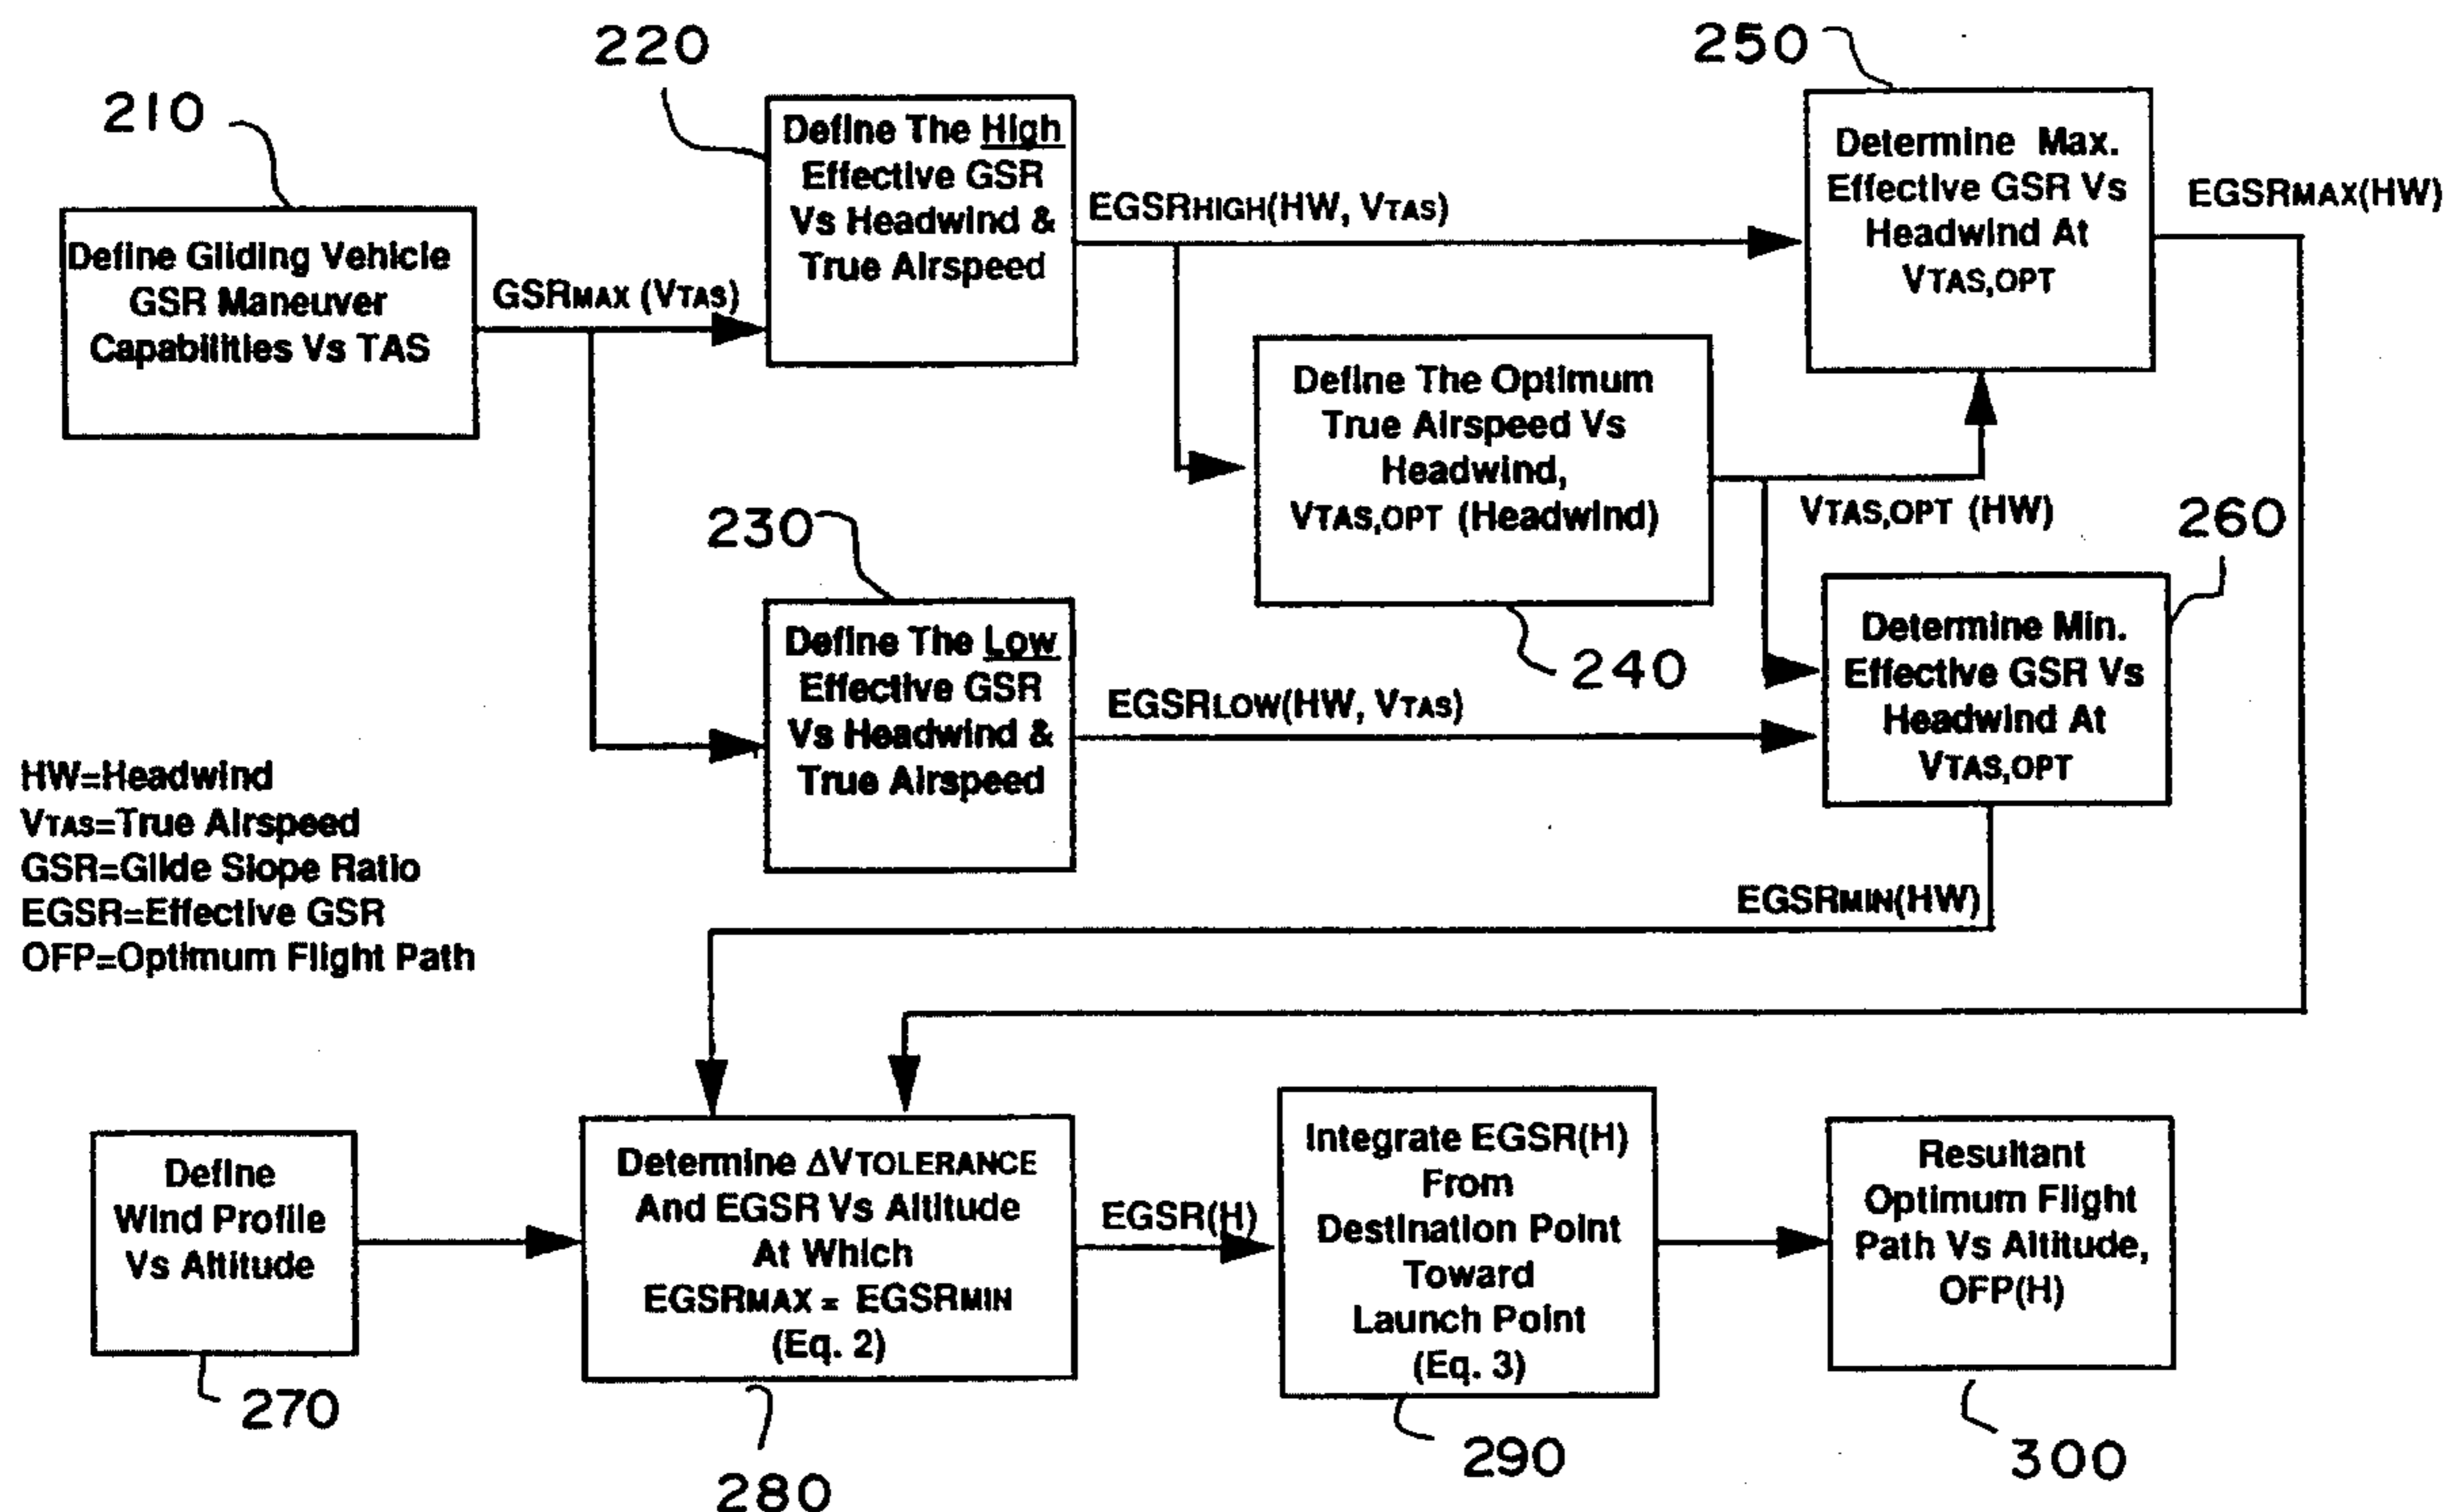 220
250
210
Define The High
Effective GSR
Vs Headwind &
True Airspeed
Determine Max.
Effective GSR Vs
Headwind At
VTAS,OPT
EGSRHIGH(HW, VTAS)
EGSRMAX(HW)
Define Gliding Vehicle
GSR Maneuver
Capabilities Vs TAS
GSRMAX (VTAS)
Define The Optimum
True Airspeed Vs
Headwind,
VTAS,OPT (Headwind)
VTAS,OPT (HW)
260
230
240
Define The Low
Effective GSR
Vs Headwind &
True Airspeed
EGSRLOW(HW, VTAS)
Determine Min.
Effective GSR Vs
Headwind At
VTAS,OPT
HW=Headwind
VTAS=True Airspeed
GSR=Glide Slope Ratio
EGSR=Effective GSR
OFP=Optimum Flight Path
EGSRMIN(HW)
Define
Wind Profile
Vs Altitude
Determine ΔVTOLERANCE
And EGSR Vs Altitude
At Which
EGSRMAX = EGSRMIN
(Eq. 2)
EGSR(H)
Integrate EGSR(H)
From
Destination Point
Toward
Launch Point
(Eq. 3)
Resultant
Optimum Flight
Path Vs Altitude,
OFP(H)
270
280
290
300